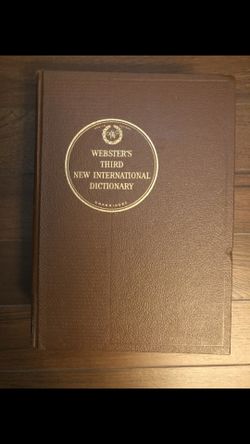 WEBSTER'S
THIRD
NEW INTERNATIONAL
DICTIONARY
UNABRIDGED